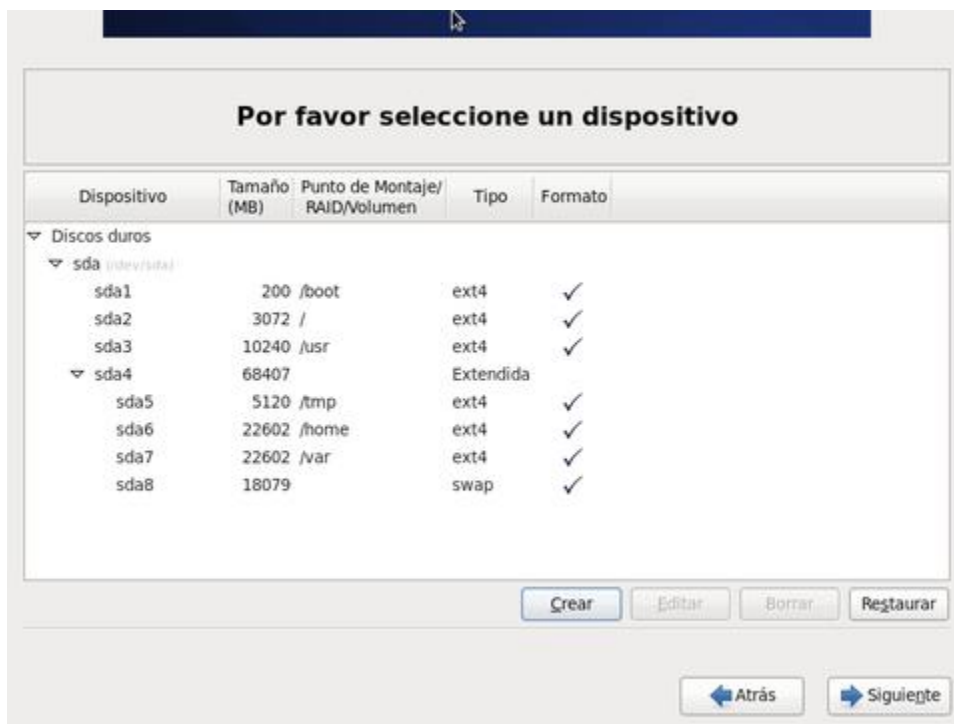 Por favor seleccione un dispositivo
Dispositivo Tamaño (MB) Punto de Montaje/ RAID/Volumen Tipo Formato
Discos duros
sda (/dev/sda)
sda1 200 /boot ext4
sda2 3072 / ext4
sda3 10240 /usr ext4
sda4 68407 Extendida
sda5 5120 /tmp ext4
sda6 22602 /home ext4
sda7 22602 /var ext4
sda8 18079 swap
Crear Editar Borrar Restaurar
Atrás Siguiente